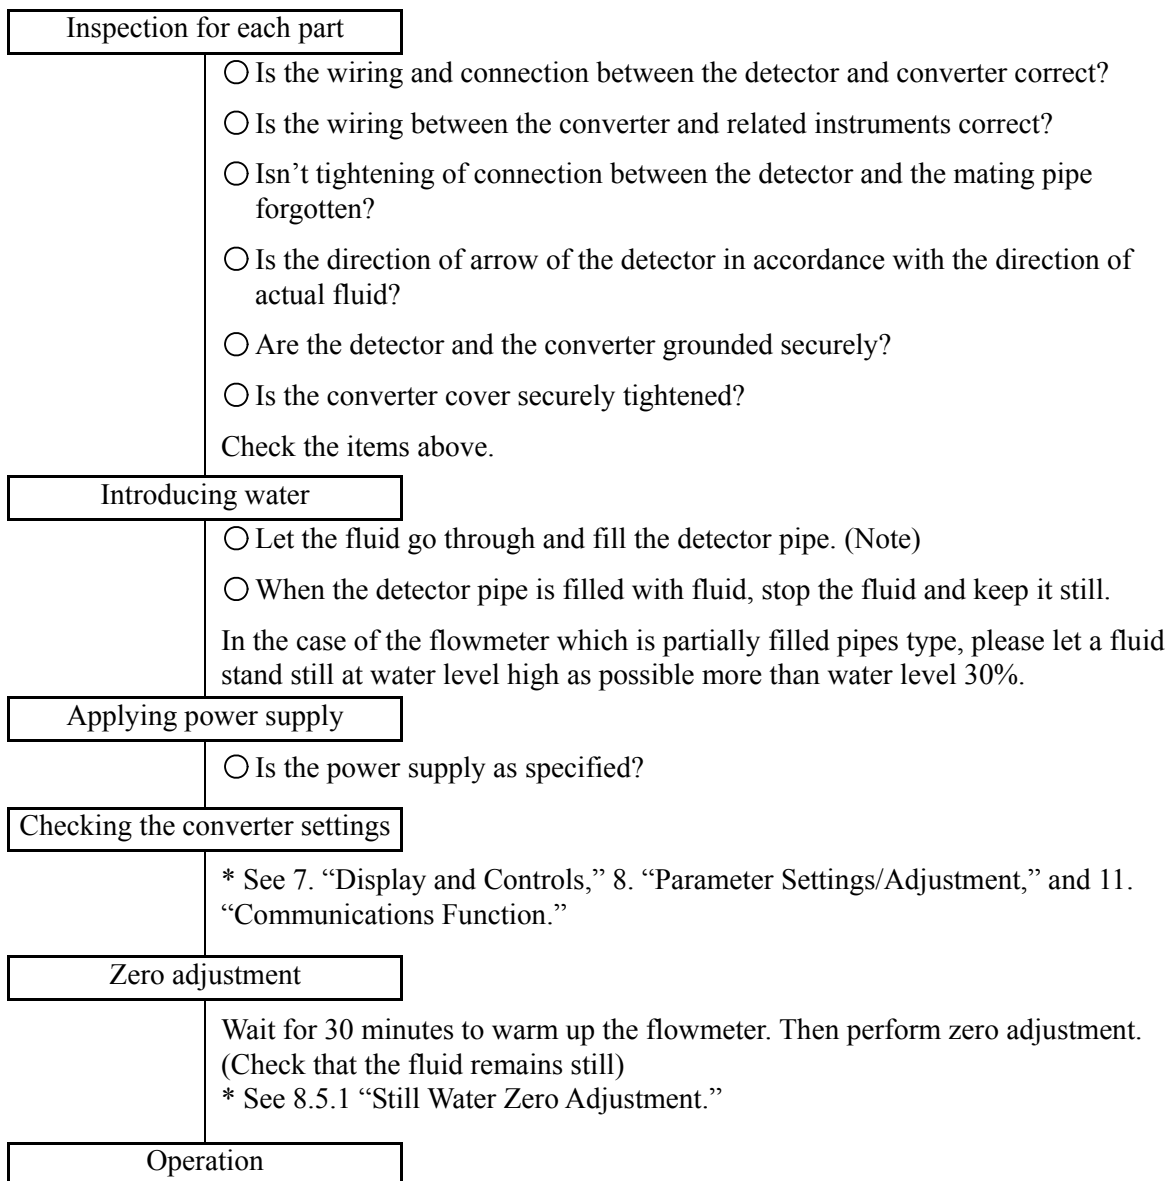 Inspection for each part
○ Is the wiring and connection between the detector and converter correct?
○ Is the wiring between the converter and related instruments correct?
○ Isn’t tightening of connection between the detector and the mating pipe
forgotten?
○ Is the direction of arrow of the detector in accordance with the direction of
actual fluid?
○ Are the detector and the converter grounded securely?
○ Is the converter cover securely tightened?
Check the items above.
Introducing water
○ Let the fluid go through and fill the detector pipe. (Note)
○ When the detector pipe is filled with fluid, stop the fluid and keep it still.
In the case of the flowmeter which is partially filled pipes type, please let a fluid
stand still at water level high as possible more than water level 30%.
Applying power supply
○ Is the power supply as specified?
Checking the converter settings
* See 7. “Display and Controls,” 8. “Parameter Settings/Adjustment,” and 11.
“Communications Function.”
Zero adjustment
Wait for 30 minutes to warm up the flowmeter. Then perform zero adjustment.
(Check that the fluid remains still)
* See 8.5.1 “Still Water Zero Adjustment.”
Operation